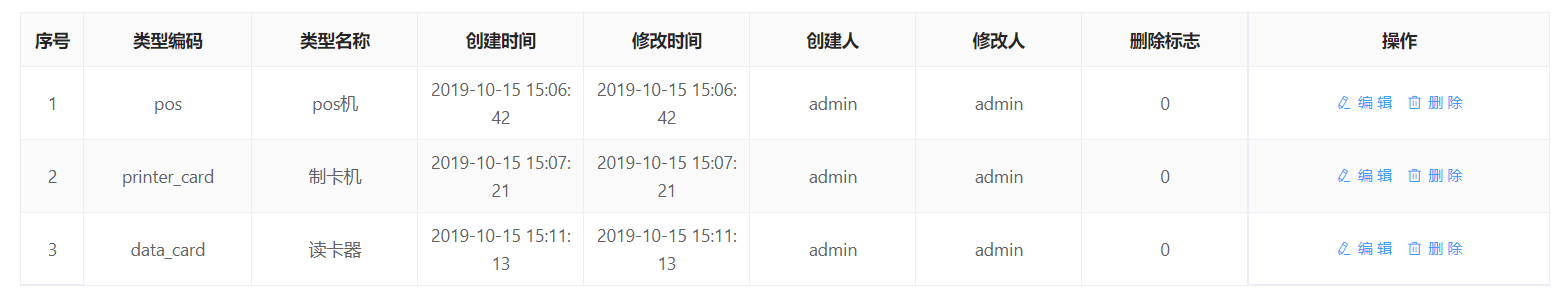 序号 类型编码 类型名称 创建时间 修改时间 创建人 修改人 删除标志 操作
1 pos pos机 2019-10-15 15:06:42 2019-10-15 15:06:42 admin admin 0 编辑 删除
2 printer_card 制卡机 2019-10-15 15:07:21 2019-10-15 15:07:21 admin admin 0 编辑 删除
3 data_card 读卡器 2019-10-15 15:11:13 2019-10-15 15:11:13 admin admin 0 编辑 删除